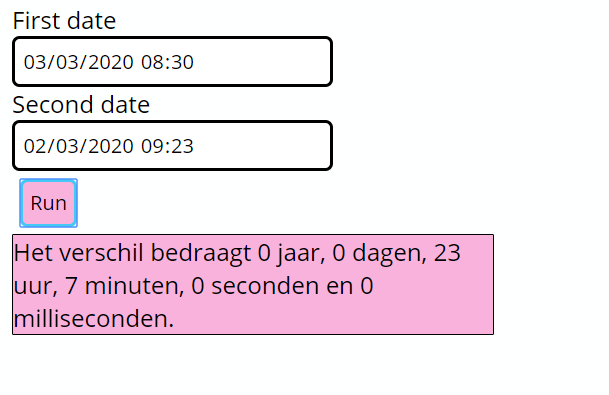 First date
03/03/2020 08:30
Second date
02/03/2020 09:23
Run
Het verschil bedraagt 0 jaar, 0 dagen, 23
uur, 7 minuten, 0 seconden en 0
milliseconden.